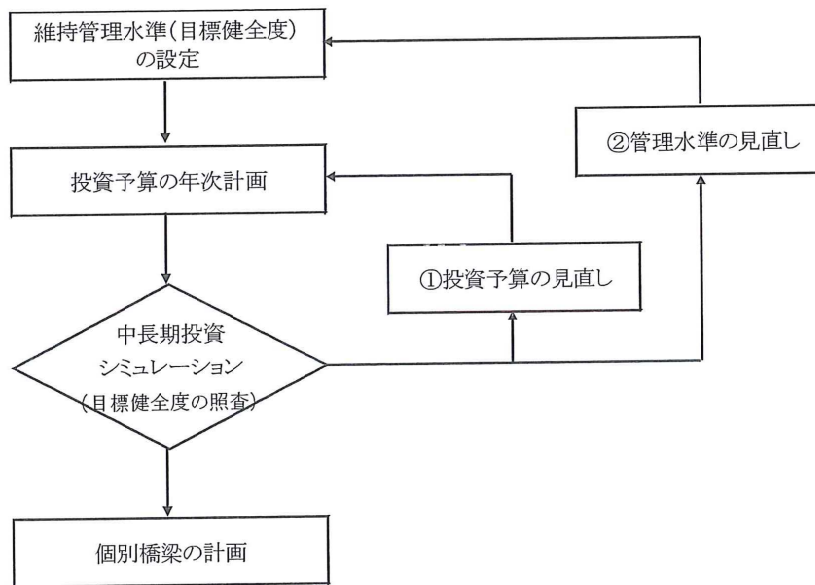 維持管理水準(目標健全度)
の設定
②管理水準の見直し
投資予算の年次計画
①投資予算の見直し
中長期投資
シミュレーション
(目標健全度の照査)
個別橋梁の計画